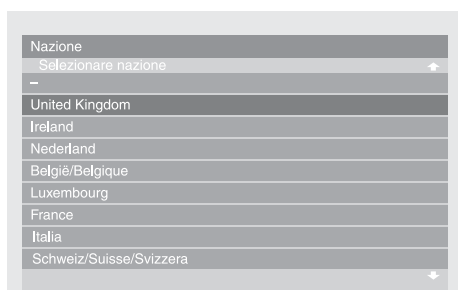 Nazione
Selezionare nazione
–
United Kingdom
Ireland
Nederland
België/Belgique
Luxembourg
France
Italia
Schweiz/Suisse/Svizzera